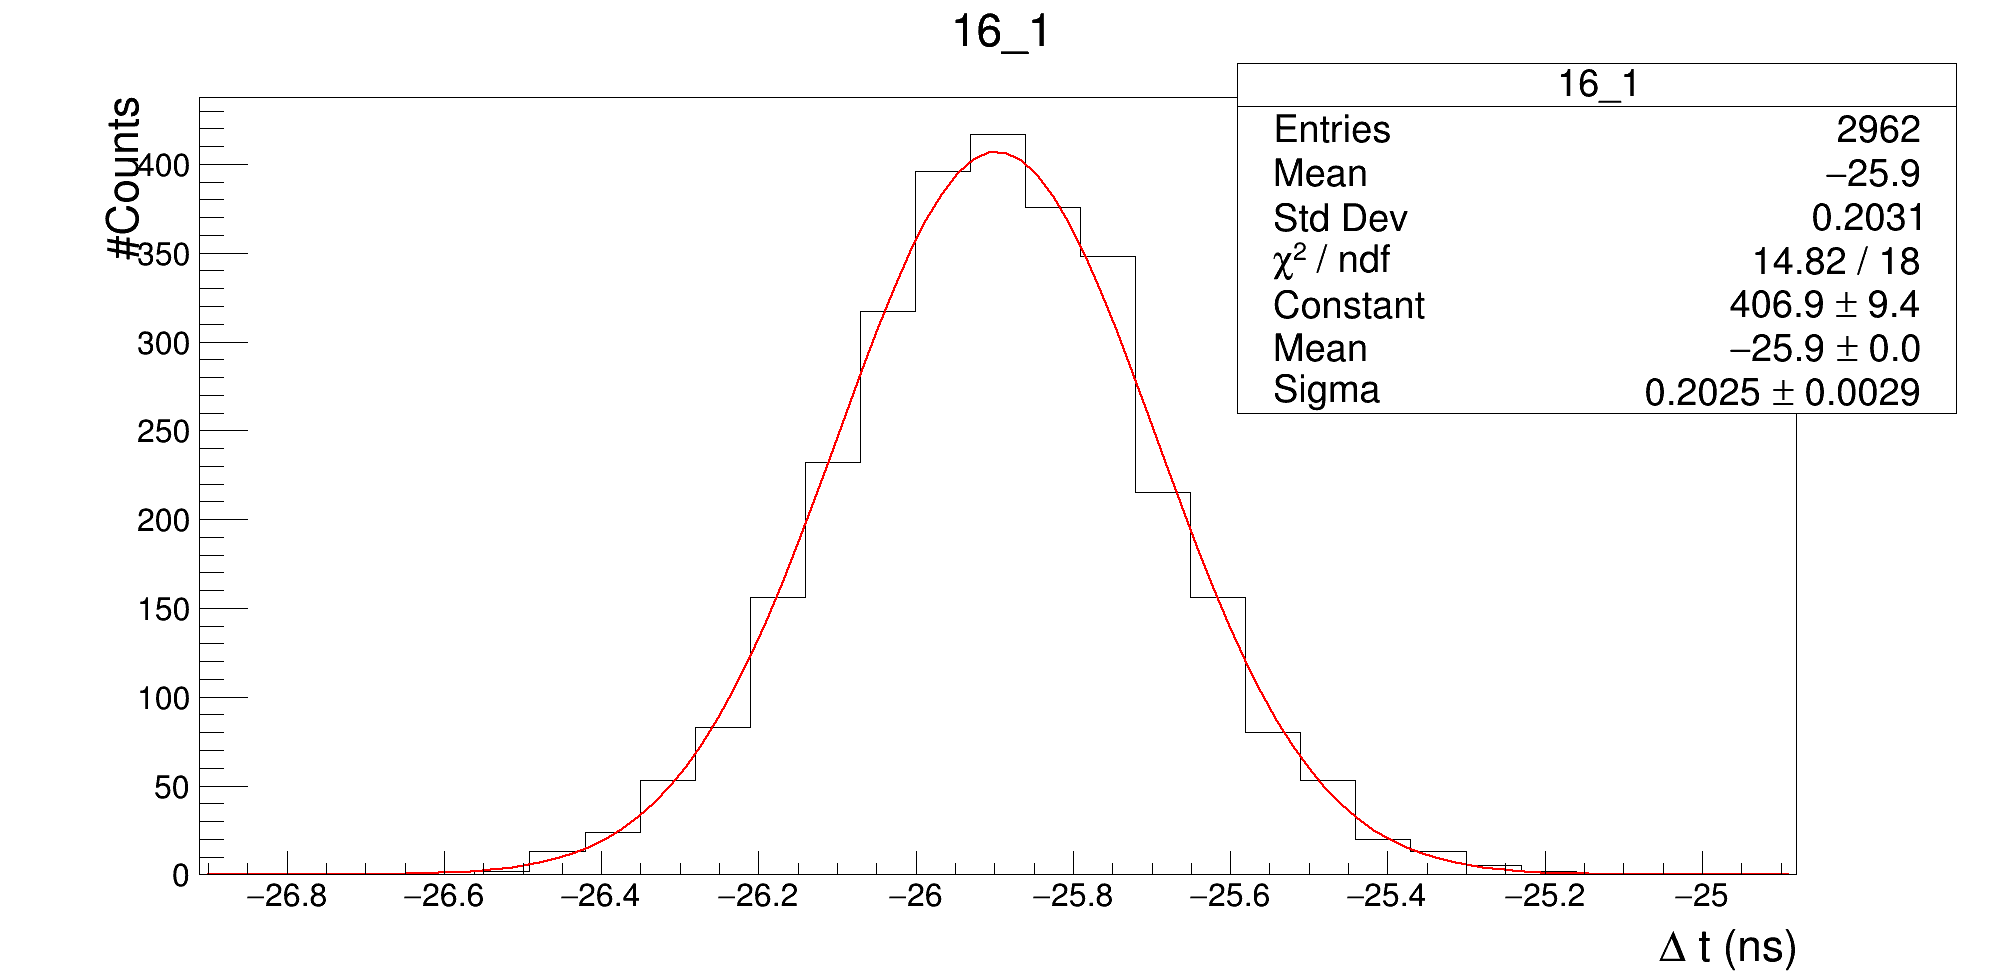 16_1
16_1
Entries 2962
Mean −25.9
Std Dev 0.2031
χ² / ndf 14.82 / 18
Constant 406.9 ± 9.4
Mean −25.9 ± 0.0
Sigma 0.2025 ± 0.0029
#Counts
400
350
300
250
200
150
100
50
0
−26.8 −26.6 −26.4 −26.2 −26 −25.8 −25.6 −25.4 −25.2 −25
Δ t (ns)